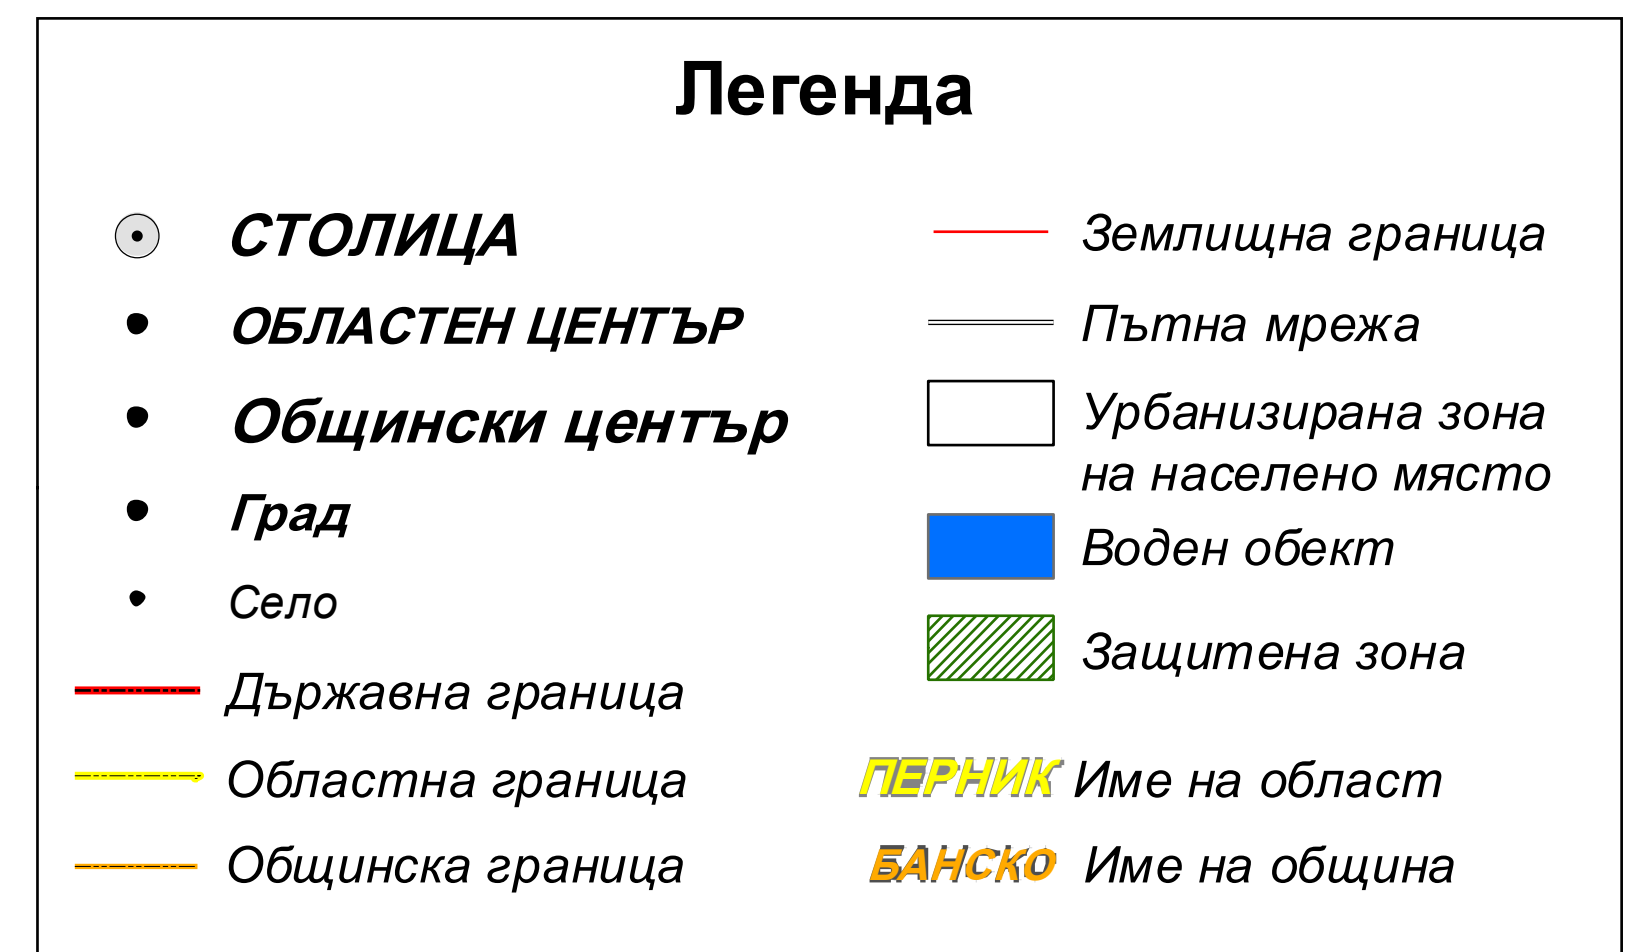 Легенда
СТОЛИЦА
ОБЛАСТЕН ЦЕНТЪР
Общински център
Град
Село
Държавна граница
Областна граница
Общинска граница
Землищна граница
Пътна мрежа
Урбанизирана зона
на населено място
Воден обект
Защитена зона
ПЕРНИК Име на област
БАНСКО Име на община